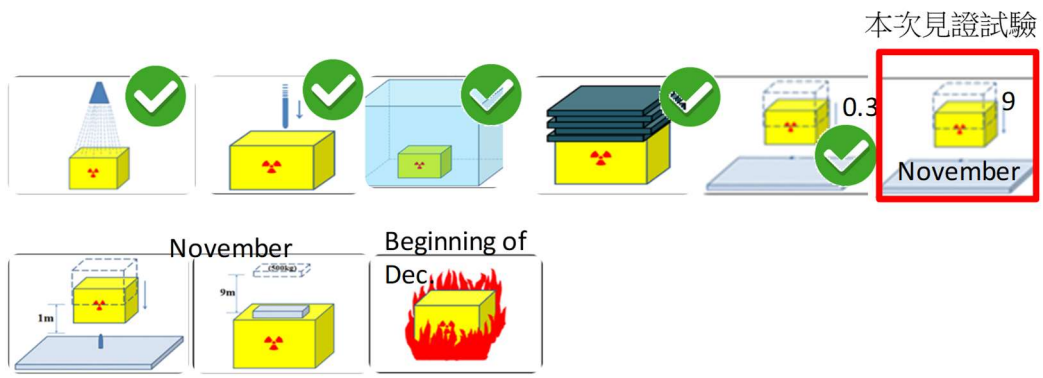 本次見證試驗
0.3
9
November
November
Beginning of
Dec.
(500kg)
9m
1m